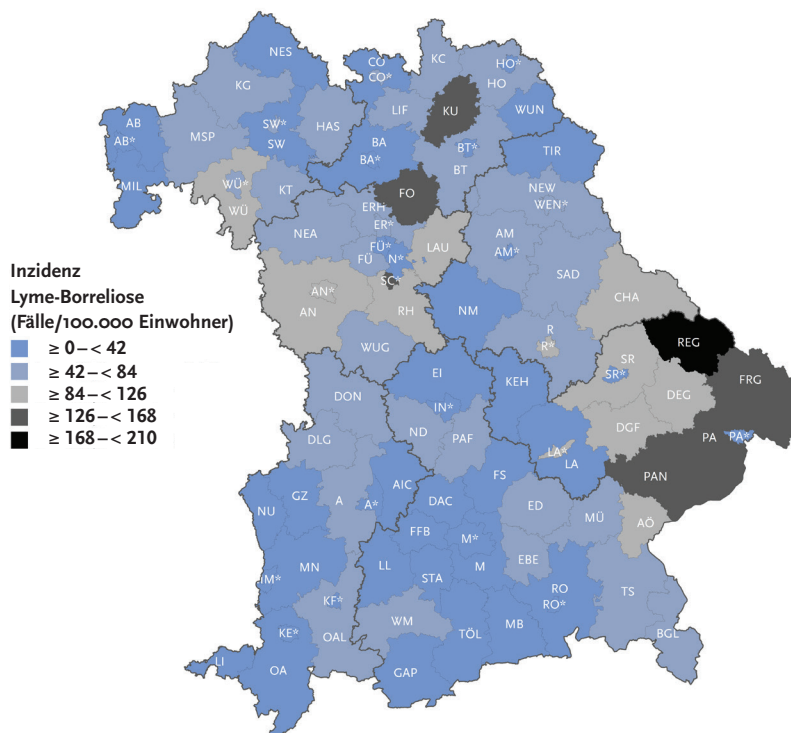 NES
CO
CO*
KC
HO*
HO
KG
LIF
KU
WUN
AB
AB*
MSP
SW*
SW
HAS
BA
BA*
BT*
BT
TIR
MIL
WÜ*
WÜ
KT
ERH
ER*
FO
NEW
WEN*
NEA
FÜ*
FÜ
N*
LAU
AM
AM*
SAD
Inzidenz
Lyme-Borreliose
(Fälle/100.000 Einwohner)
≥ 0 – < 42
≥ 42 – < 84
≥ 84 – < 126
≥ 126 – < 168
≥ 168 – < 210
AN*
AN
SC*
RH
NM
CHA
R
R*
REG
WUG
EI
KEH
SR
SR*
FRG
DON
IN*
DEG
ND
PAF
DGF
PA
PA*
DLG
LA*
LA
PAN
GZ
A
A*
AIC
DAC
FS
ED
MÜ
AÖ
NU
FFB
M*
MN
LL
STA
M
EBE
RO
RO*
TS
KF*
WM
MB
BGL
KE*
OAL
TÖL
LI
OA
GAP